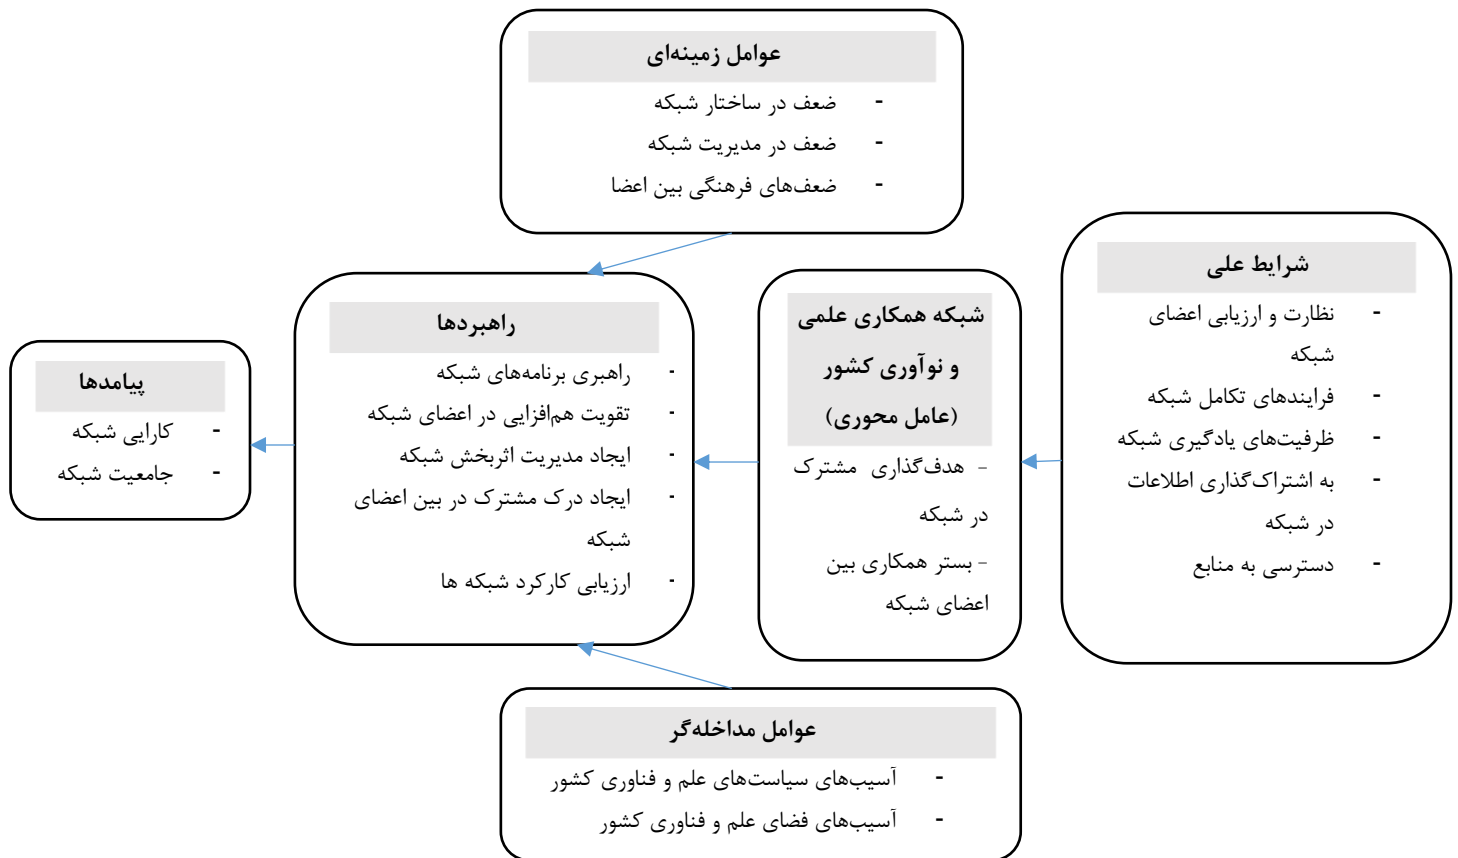 عوامل زمینه‌ای
- ضعف در ساختار شبکه
- ضعف در مدیریت شبکه
- ضعف‌های فرهنگی بین اعضا
شرایط علی
- نظارت و ارزیابی اعضای
شبکه
- فرایندهای تکامل شبکه
- ظرفیت‌های یادگیری شبکه
- به اشتراک‌گذاری اطلاعات
در شبکه
- دسترسی به منابع
شبکه همکاری علمی
و نوآوری کشور
(عامل محوری)
- هدف‌گذاری مشترک
در شبکه
- بستر همکاری بین
اعضای شبکه
راهبردها
- راهبری برنامه‌های شبکه
- تقویت هم‌افزایی در اعضای شبکه
- ایجاد مدیریت اثربخش شبکه
- ایجاد درک مشترک در بین اعضای
شبکه
- ارزیابی کارکرد شبکه ها
پیامدها
- کارایی شبکه
- جامعیت شبکه
عوامل مداخله‌گر
- آسیب‌های سیاست‌های علم و فناوری کشور
- آسیب‌های فضای علم و فناوری کشور